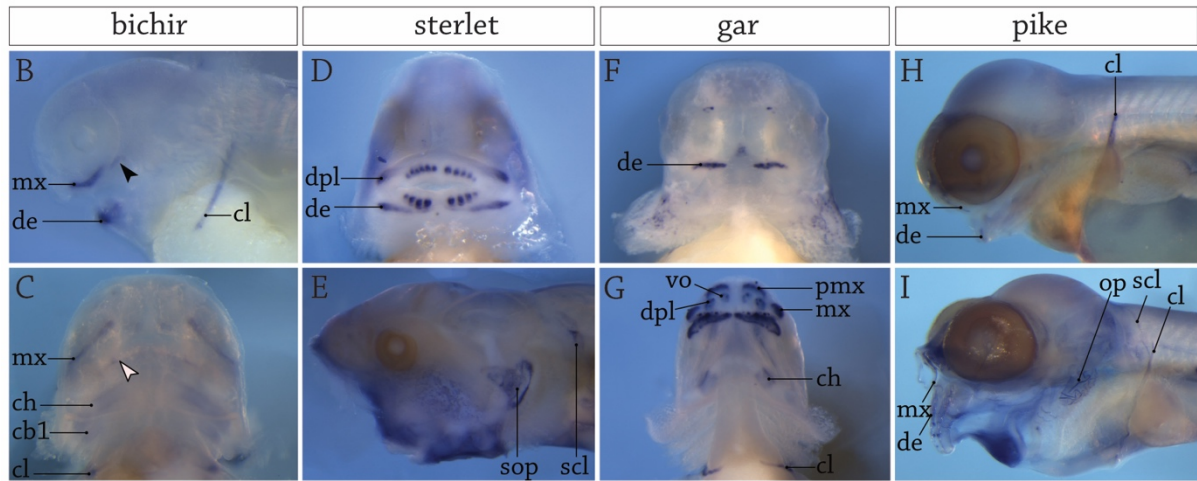 bichir
sterlet
gar
pike
B
mx
de
cl
D
dpl
de
F
de
H
cl
mx
de
C
mx
ch
cb1
cl
E
sop
scl
G
vo
dpl
pmx
mx
ch
cl
I
op
scl
cl
mx
de